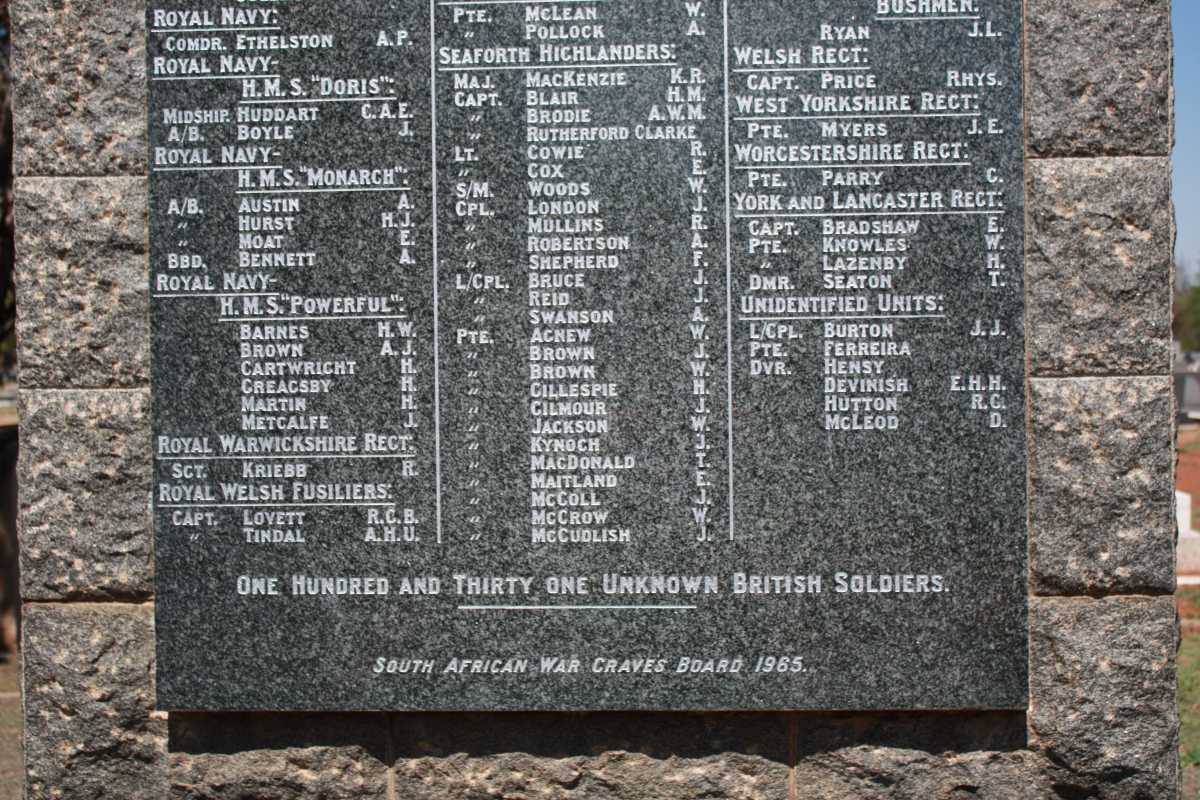 ROYAL NAVY:
COMDR. ETHELSTON A.P.
ROYAL NAVY-
H.M.S. "DORIS":
MIDSHIP. HUDDART C.A.E.
A/B. BOYLE J.
ROYAL NAVY-
H.M.S. "MONARCH":
A/B. AUSTIN A.
" HURST H.J.
" MOAT E.
BBD. BENNETT A.
ROYAL NAVY-
H.M.S. "POWERFUL":
BARNES H.W.
BROWN A.J.
CARTWRIGHT H.
GREAGSBY H.
MARTIN H.
METCALFE J.
ROYAL WARWICKSHIRE REGT:
SGT. KRIEBB R.
ROYAL WELSH FUSILIERS:
CAPT. LOVETT R.C.B.
" TINDAL A.H.U.
PTE. MCLEAN W.
" POLLOCK A.
SEAFORTH HIGHLANDERS:
MAJ. MACKENZIE K.R.
CAPT. BLAIR H.M.
" BRODIE A.W.M.
" RUTHERFORD CLARKE
LT. COWIE R.
" COX E.
S/M. WOODS W.
CPL. LONDON J.
" MULLINS R.
" ROBERTSON A.
" SHEPHERD F.
L/CPL. BRUCE J.
" REID J.
" SWANSON A.
PTE. AGNEW W.
" BROWN J.
" BROWN W.
" GILLESPIE H.
" GILMOUR J.
" JACKSON W.
" KYNOCH J.
" MACDONALD T.
" MAITLAND E.
" MCCOLL J.
" MCCROW W.
" MCCUDLISH J.
BUSHMEN.
RYAN J.L.
WELSH REGT:
CAPT. PRICE RHYS.
WEST YORKSHIRE REGT:
PTE. MYERS J.E.
WORCESTERSHIRE REGT:
PTE. PARRY C.
YORK AND LANCASTER REGT:
CAPT. BRADSHAW E.
PTE. KNOWLES W.
" LAZENBY H.
DMR. SEATON T.
UNIDENTIFIED UNITS:
L/CPL. BURTON J.J.
PTE. FERREIRA
DVR. HENSY
DEVINISH E.H.H.
HUTTON R.C.
MCLEOD D.
ONE HUNDRED AND THIRTY ONE UNKNOWN BRITISH SOLDIERS.
SOUTH AFRICAN WAR GRAVES BOARD 1965.